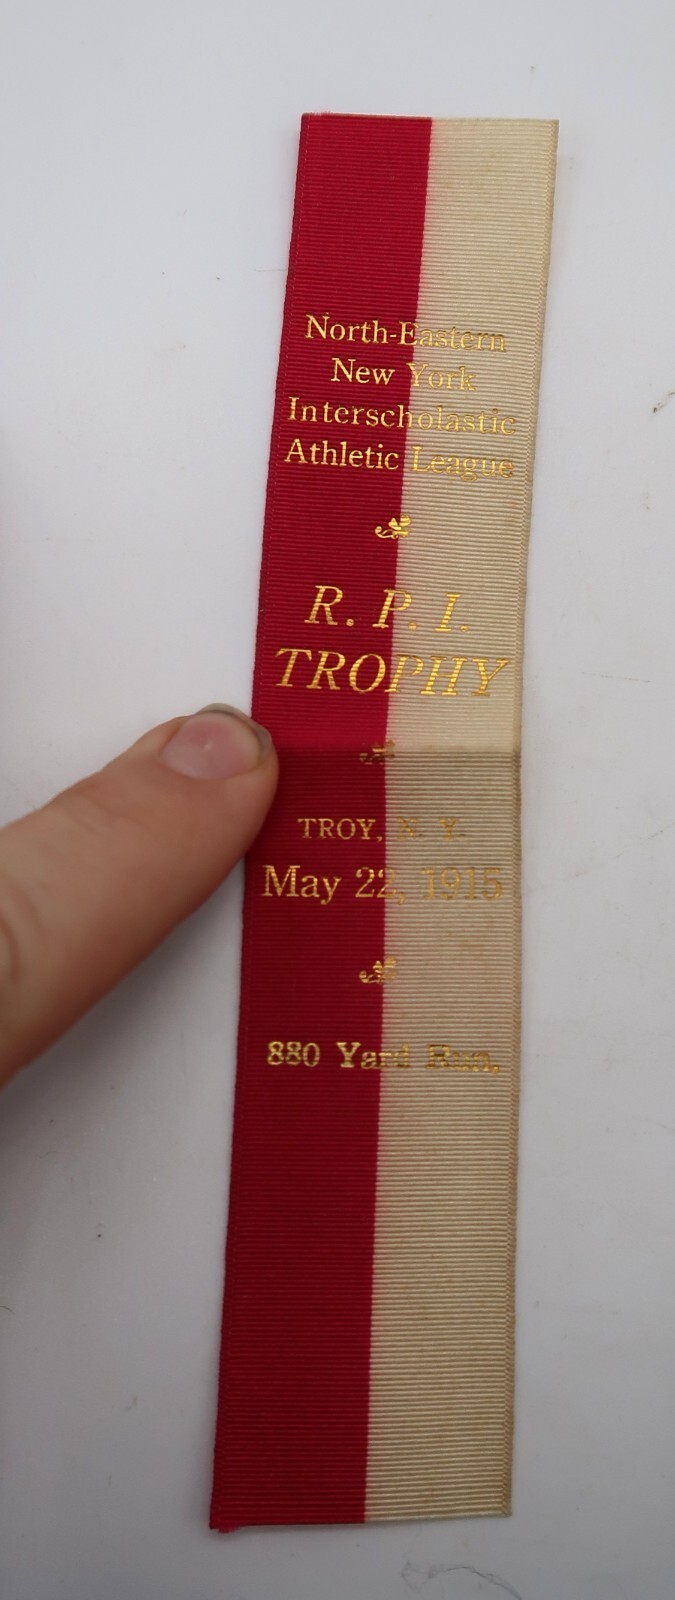 North-Eastern
New York
Interscholastic
Athletic League
R. P. I.
TROPHY
TROY, N. Y.
May 22, 1915
880 Yard Run.